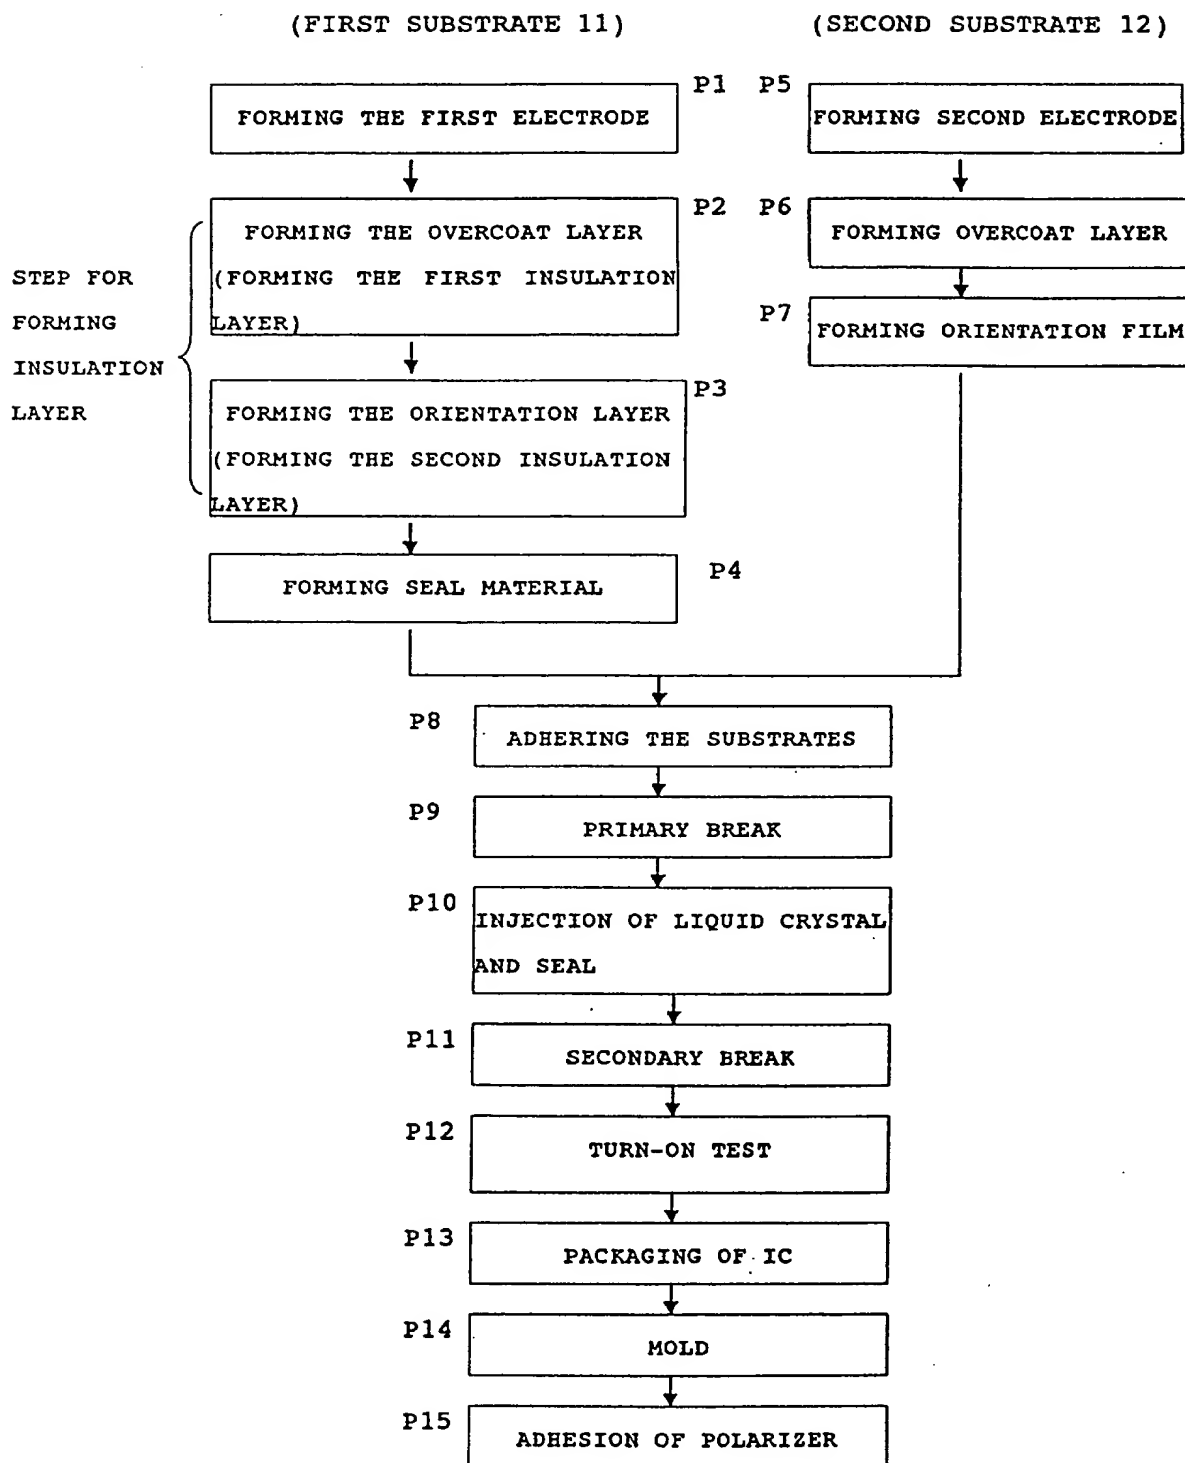 (FIRST SUBSTRATE 11)
(SECOND SUBSTRATE 12)
P1
FORMING THE FIRST ELECTRODE
P2
FORMING THE OVERCOAT LAYER
(FORMING THE FIRST INSULATION
LAYER)
STEP FOR
FORMING
INSULATION
LAYER
P3
FORMING THE ORIENTATION LAYER
(FORMING THE SECOND INSULATION
LAYER)
P4
FORMING SEAL MATERIAL
P5
FORMING SECOND ELECTRODE
P6
FORMING OVERCOAT LAYER
P7
FORMING ORIENTATION FILM
P8
ADHERING THE SUBSTRATES
P9
PRIMARY BREAK
P10
INJECTION OF LIQUID CRYSTAL
AND SEAL
P11
SECONDARY BREAK
P12
TURN-ON TEST
P13
PACKAGING OF IC
P14
MOLD
P15
ADHESION OF POLARIZER